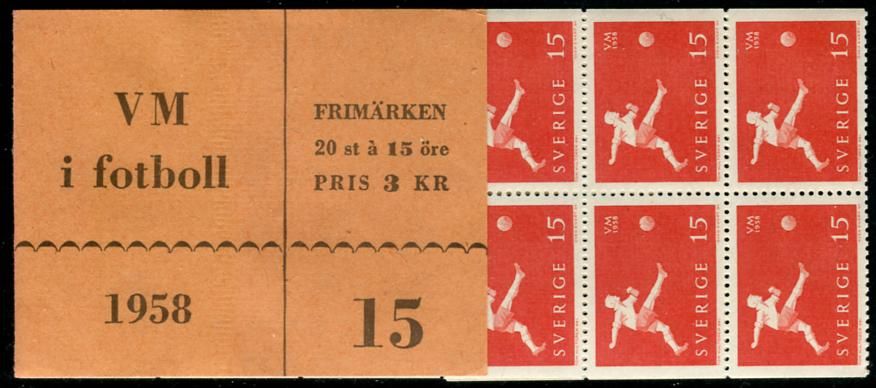 VM
i fotboll
1958
FRIMÄRKEN
20 st à 15 öre
PRIS 3 KR
15
SVERIGE 15
VM
1958
SVERIGE 15
VM
1958
SVERIGE 15
SVERIGE 15
VM
1958
SVERIGE 15
VM
1958
SVERIGE 15